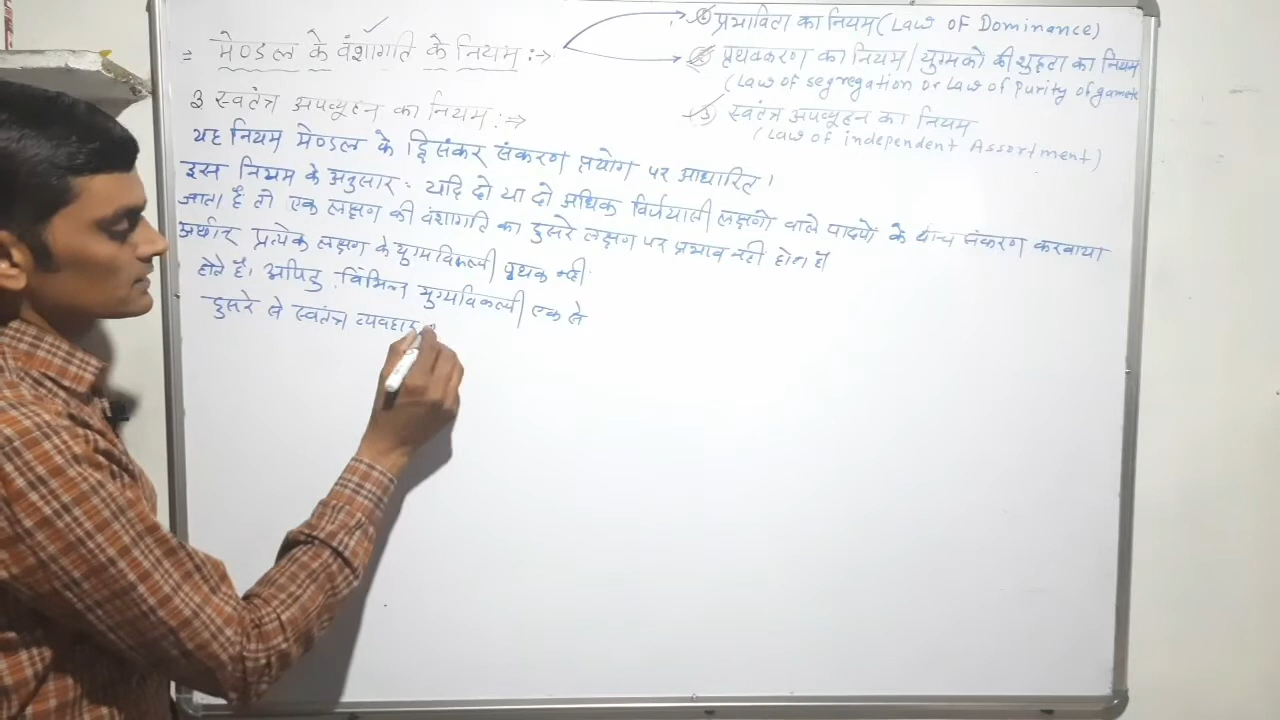 = मेण्डल के वंशागति के नियम :->
① प्रभाविता का नियम (Law of Dominance)
② पृथक्करण का नियम / युग्मकों की शुद्धता का नियम
(Law of segregation or Law of Purity of gamete
③ स्वतंत्र अपव्यूहन का नियम
(Law of independent Assortment)
3 स्वतंत्र अपव्यूहन का नियम :=>
यह नियम मेण्डल के द्विसंकर संकरण प्रयोग पर आधारित।
इस नियम के अनुसार : यदि दो या दो अधिक विर्पयासी लक्षणों वाले पादपों के बीच संकरण करवाया
जाता है तो एक लक्षण की वंशागति का दुसरे लक्षण पर प्रभाव नही होता है
अर्थात प्रत्येक लक्षण के युग्मविकल्पी पृथक नही
होते है। अपितु विभिन्न युग्मविकल्पी एक से
दुसरे से स्वतंत्र व्यवहार